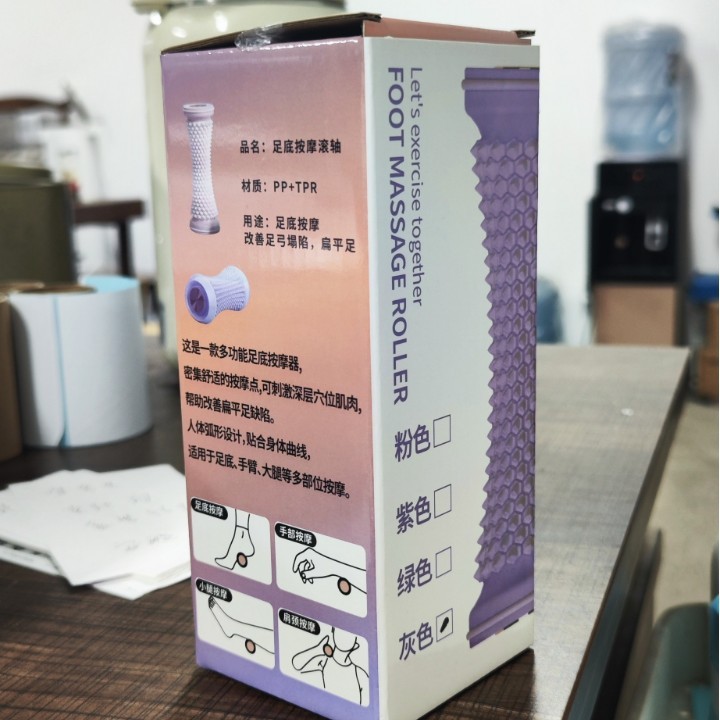 品名：足底按摩滚轴
材质：PP+TPR
用途：足底按摩
改善足弓塌陷，扁平足
这是一款多功能足底按摩器，
密集舒适的按摩点，可刺激深层穴位肌肉，
帮助改善扁平足缺陷。
人体弧形设计，贴合身体曲线，
适用于足底、手臂、大腿等多部位按摩。
足底按摩
手部按摩
小腿按摩
肩颈按摩
Let's exercise together
FOOT MASSAGE ROLLER
粉色
紫色
绿色
灰色